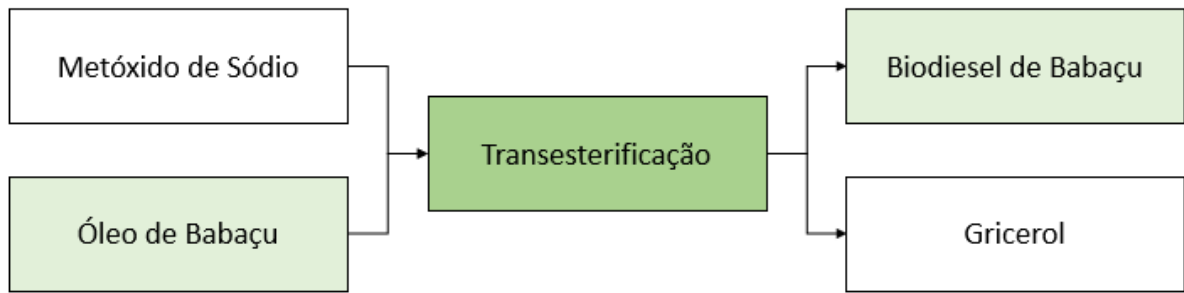 Metóxido de Sódio
Óleo de Babaçu
Transesterificação
Biodiesel de Babaçu
Gricerol